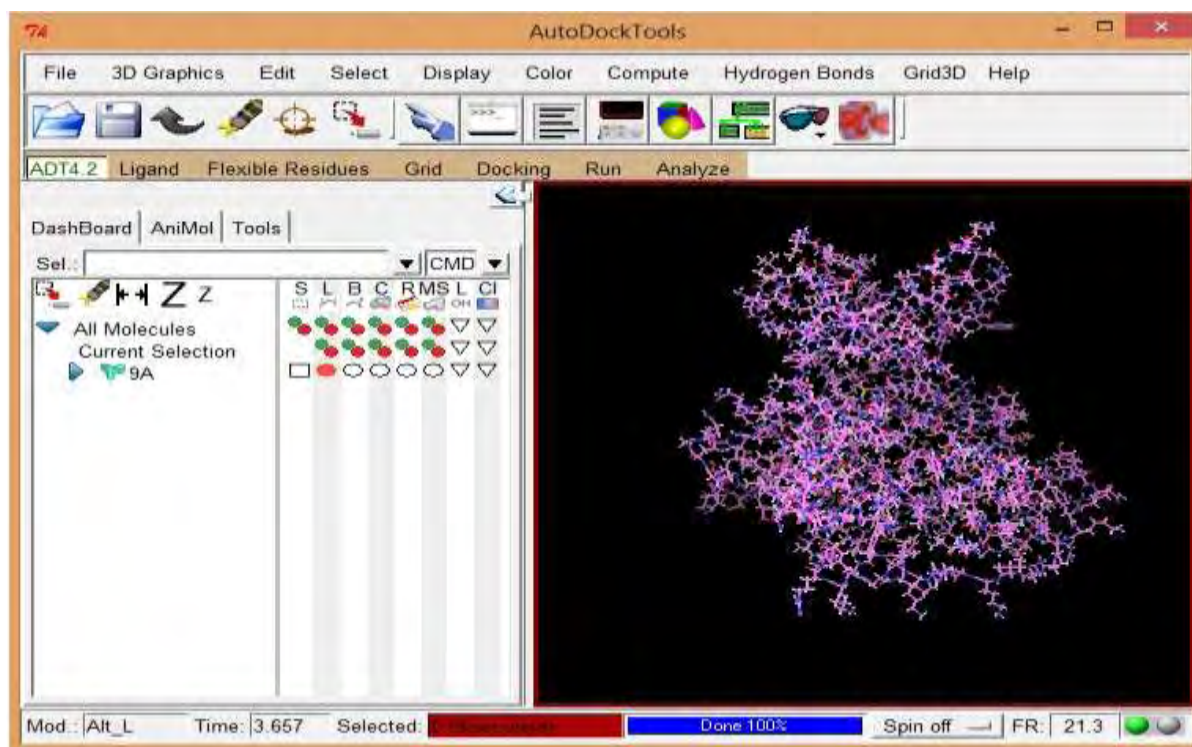 AutoDockTools
File 3D Graphics Edit Select Display Color Compute Hydrogen Bonds Grid3D Help
>>>
ADT4.2 Ligand Flexible Residues Grid Docking Run Analyze
DashBoard AniMol Tools
Sel.: CMD
Z Z S L B C R MS L Cl
All Molecules
Current Selection
9A
Mod.: Alt_L Time: 3.657 Selected: Done 100% Spin off FR: 21.3